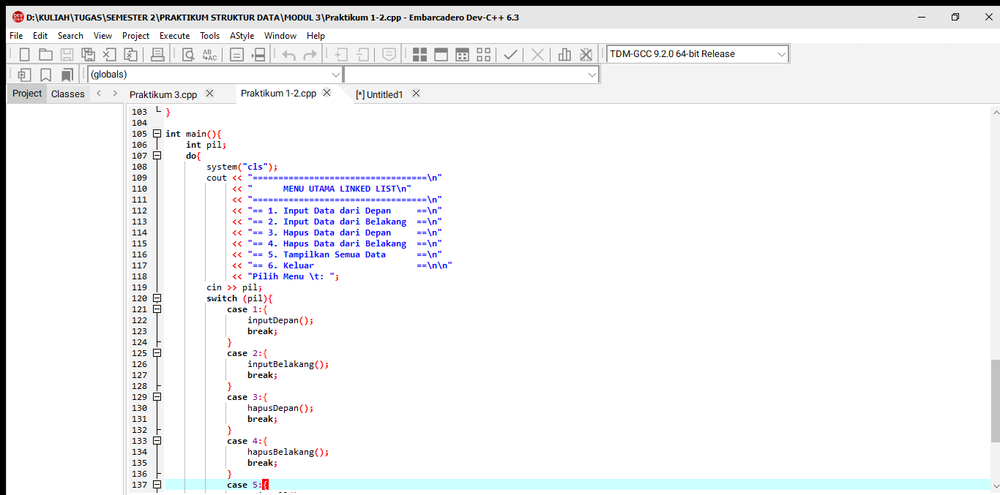 D:\KULIAH\TUGAS\SEMESTER 2\PRAKTIKUM STRUKTUR DATA\MODUL 3\Praktikum 1-2.cpp - Embarcadero Dev-C++ 6.3
File Edit Search View Project Execute Tools AStyle Window Help
TDM-GCC 9.2.0 64-bit Release
(globals)
Project Classes Praktikum 3.cpp Praktikum 1-2.cpp [*] Untitled1
103 }
104
105 int main(){
106     int pil;
107     do{
108         system("cls");
109         cout << "==================================\n"
110              << "      MENU UTAMA LINKED LIST\n"
111              << "==================================\n"
112              << "== 1. Input Data dari Depan     ==\n"
113              << "== 2. Input Data dari Belakang  ==\n"
114              << "== 3. Hapus Data dari Depan     ==\n"
115              << "== 4. Hapus Data dari Belakang  ==\n"
116              << "== 5. Tampilkan Semua Data      ==\n"
117              << "== 6. Keluar                    ==\n\n"
118              << "Pilih Menu \t: ";
119         cin >> pil;
120         switch (pil){
121             case 1:{
122                 inputDepan();
123                 break;
124             }
125             case 2:{
126                 inputBelakang();
127                 break;
128             }
129             case 3:{
130                 hapusDepan();
131                 break;
132             }
133             case 4:{
134                 hapusBelakang();
135                 break;
136             }
137             case 5:{